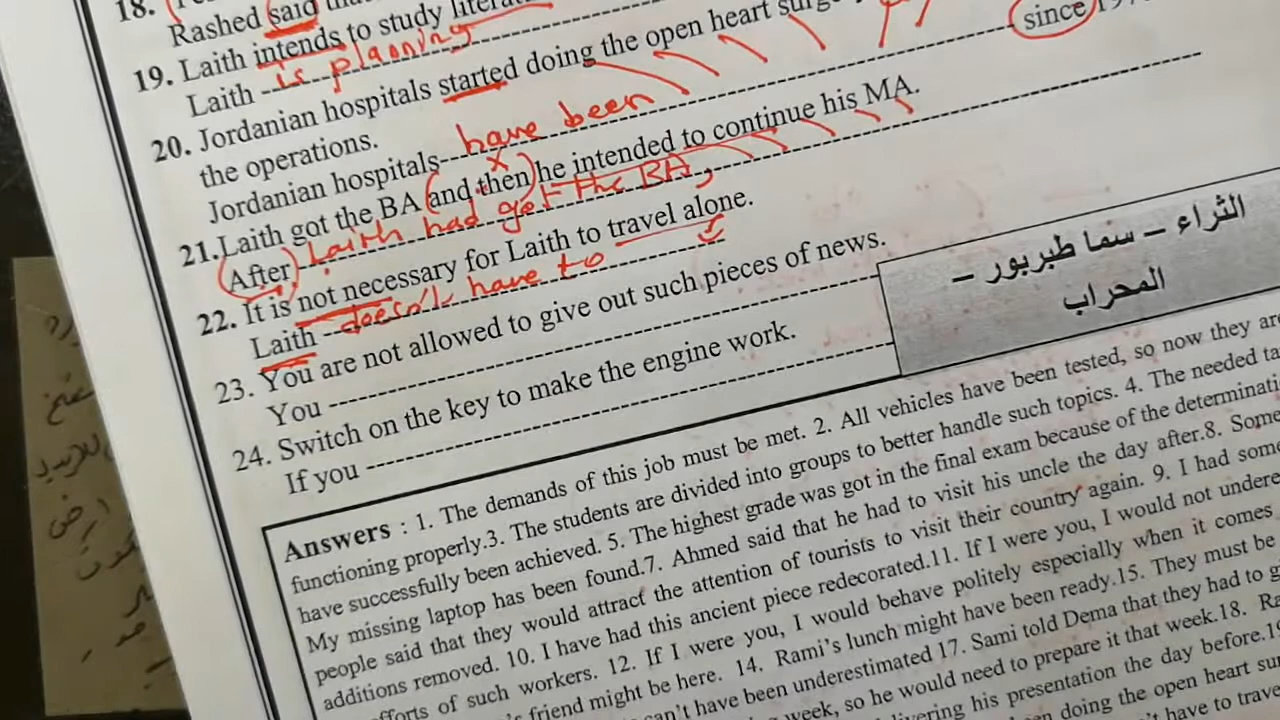 18.
Rashed said
19. Laith intends to study
Laith is planning
20. Jordanian hospitals started doing the open heart
the operations.
since
Jordanian hospitals have been
21. Laith got the BA (and then) he intended to continue his MA.
(After) Laith had get the BA,
22. It is not necessary for Laith to travel alone.
Laith doesn't have to
23. You are not allowed to give out such pieces of news.
You
24. Switch on the key to make the engine work.
If you
الثراء – سما طبربور –
المحراب
Answers : 1. The demands of this job must be met. 2. All vehicles have been tested, so now they are
functioning properly.3. The students are divided into groups to better handle such topics. 4. The needed
have successfully been achieved. 5. The highest grade was got in the final exam because of the
My missing laptop has been found.7. Ahmed said that he had to visit his uncle the day after.8.
people said that they would attract the attention of tourists to visit their country again. 9. I had
additions removed. 10. I have had this ancient piece redecorated.11. If I were you, I would not
of such workers. 12. If I were you, I would behave politely especially when it comes
friend might be here. 14. Rami's lunch might have been ready.15. They must be
have been underestimated 17. Sami told Dema that they had to
week, so he would need to prepare it that week.18.
his presentation the day before.
doing the open heart
have to